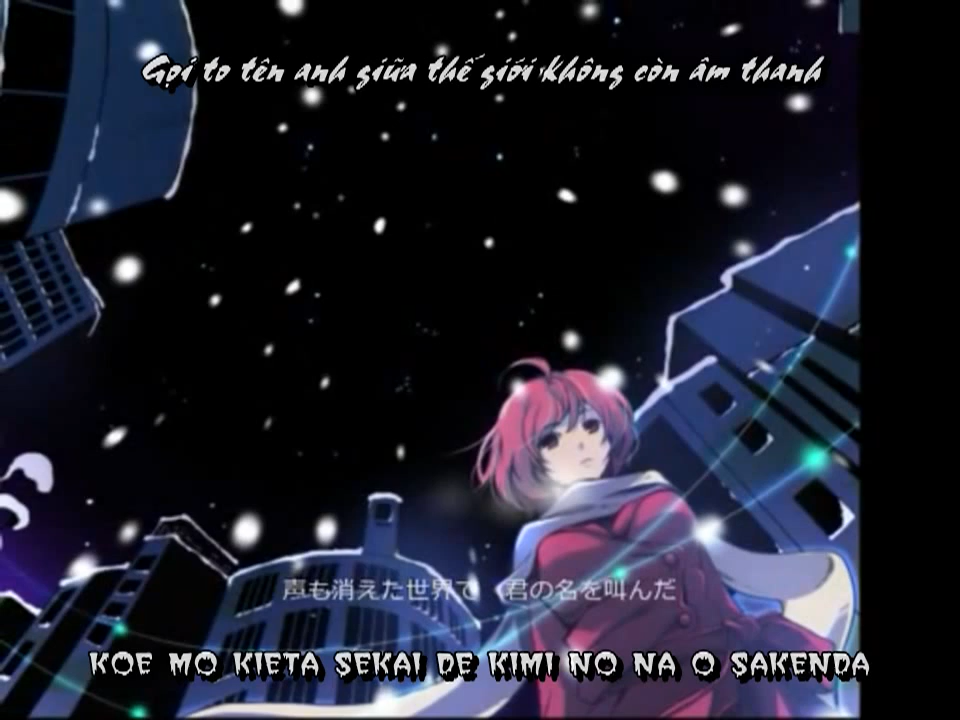 Gọi to tên anh giữa thế giới không còn âm thanh
声も消えた世界で 君の名を叫んだ
KOE MO KIETA SEKAI DE KIMI NO NA O SAKENDA